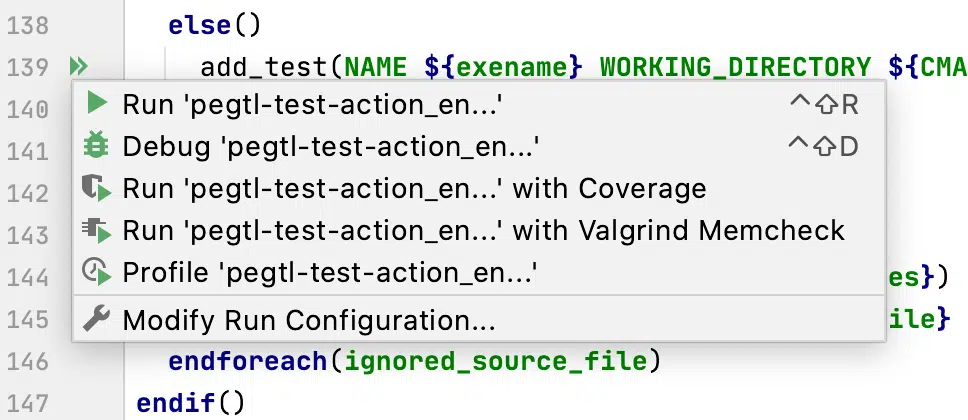 138 else()
139 add_test(NAME ${exename} WORKING_DIRECTORY ${CMA
140 Run 'pegtl-test-action_en...' ^⇧R
141 Debug 'pegtl-test-action_en...' ^⇧D
142 Run 'pegtl-test-action_en...' with Coverage
143 Run 'pegtl-test-action_en...' with Valgrind Memcheck
144 Profile 'pegtl-test-action_en...' es})
145 Modify Run Configuration... ile}
146 endforeach(ignored_source_file)
147 endif()